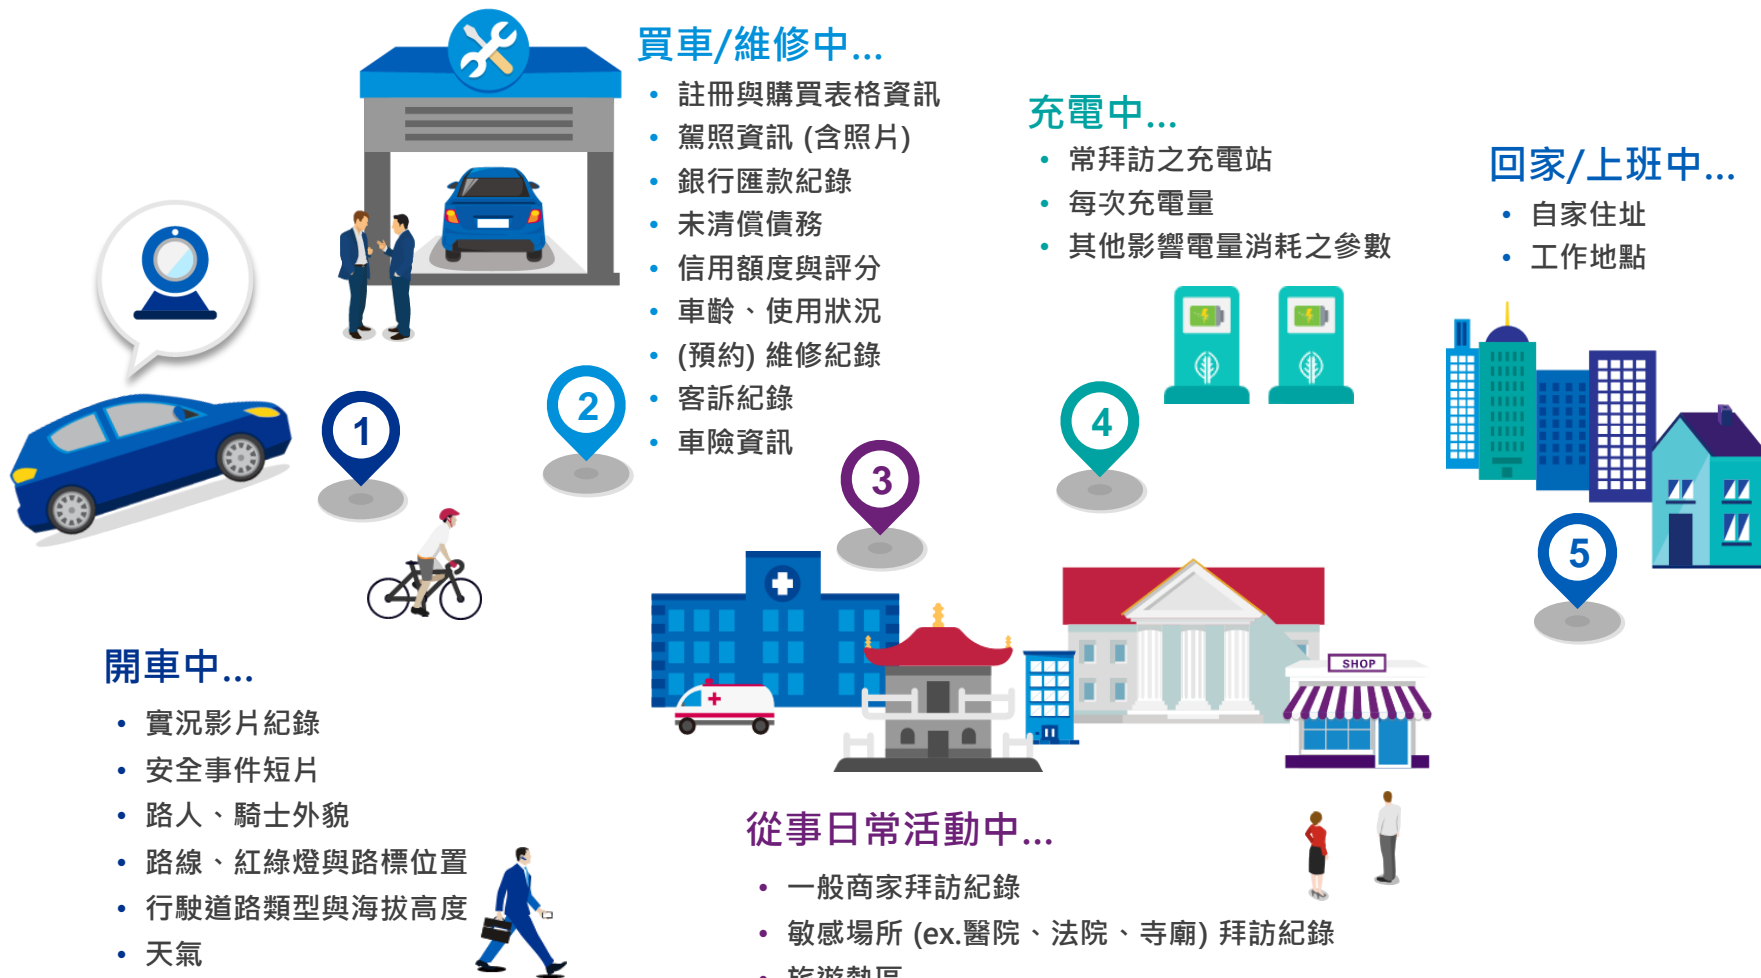 買車/維修中...
• 註冊與購買表格資訊
• 駕照資訊 (含照片)
• 銀行匯款紀錄
• 未清償債務
• 信用額度與評分
• 車齡、使用狀況
• (預約) 維修紀錄
• 客訴紀錄
• 車險資訊
充電中...
• 常拜訪之充電站
• 每次充電量
• 其他影響電量消耗之參數
回家/上班中...
• 自家住址
• 工作地點
1
2
3
4
5
SHOP
開車中...
• 實況影片紀錄
• 安全事件短片
• 路人、騎士外貌
• 路線、紅綠燈與路標位置
• 行駛道路類型與海拔高度
• 天氣
從事日常活動中...
• 一般商家拜訪紀錄
• 敏感場所 (ex.醫院、法院、寺廟) 拜訪紀錄
• 旅遊熱區